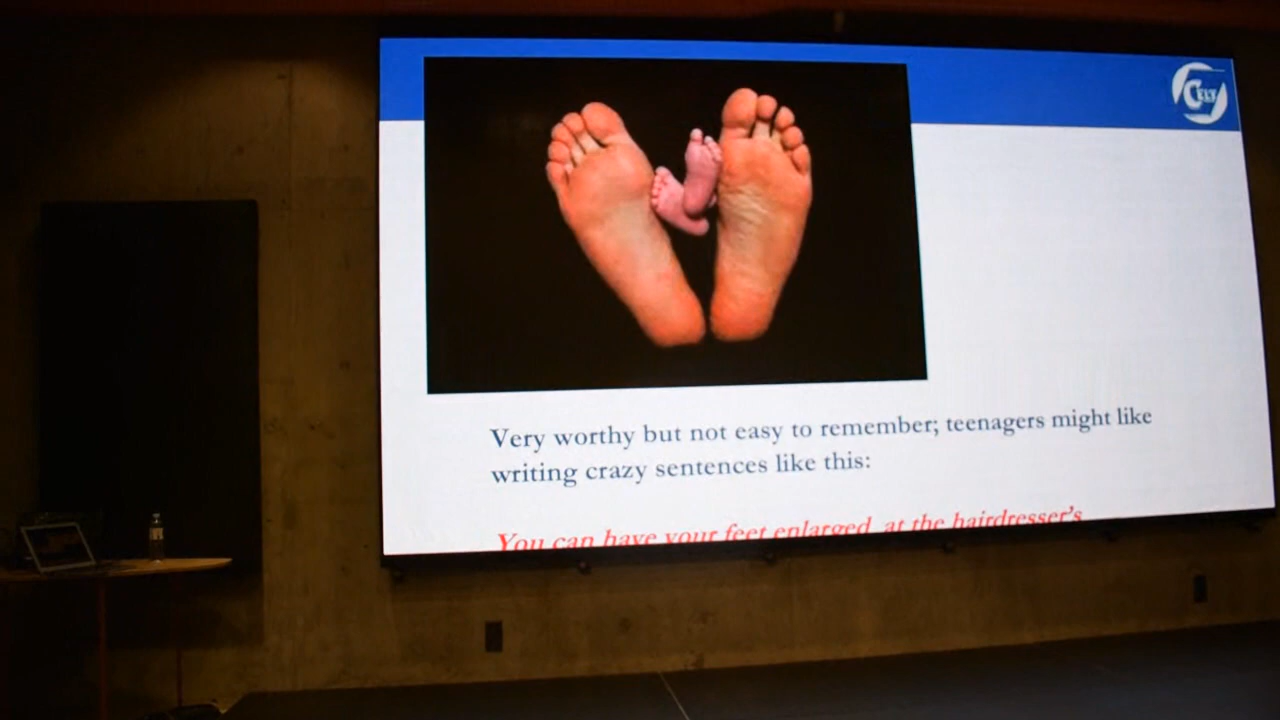 CELT
Very worthy but not easy to remember; teenagers might like
writing crazy sentences like this:
You can have your feet enlarged at the hairdresser's